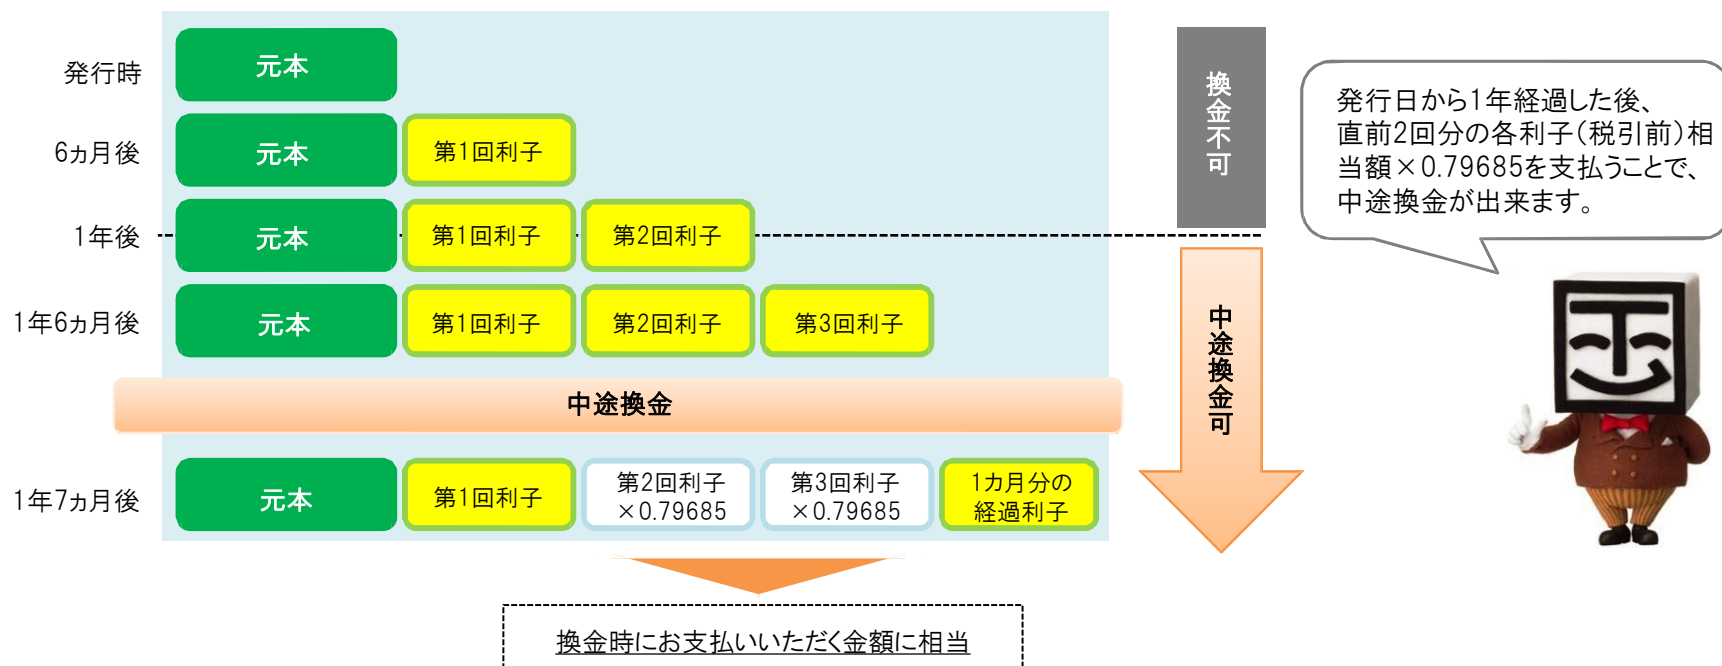 発行時
元本
6ヵ月後
元本
第1回利子
1年後
元本
第1回利子
第2回利子
1年6ヵ月後
元本
第1回利子
第2回利子
第3回利子
中途換金
1年7ヵ月後
元本
第1回利子
第2回利子
×0.79685
第3回利子
×0.79685
1カ月分の
経過利子
換金時にお支払いいただく金額に相当
換金不可
中途換金可
発行日から1年経過した後、
直前2回分の各利子(税引前)相
当額×0.79685を支払うことで、
中途換金が出来ます。